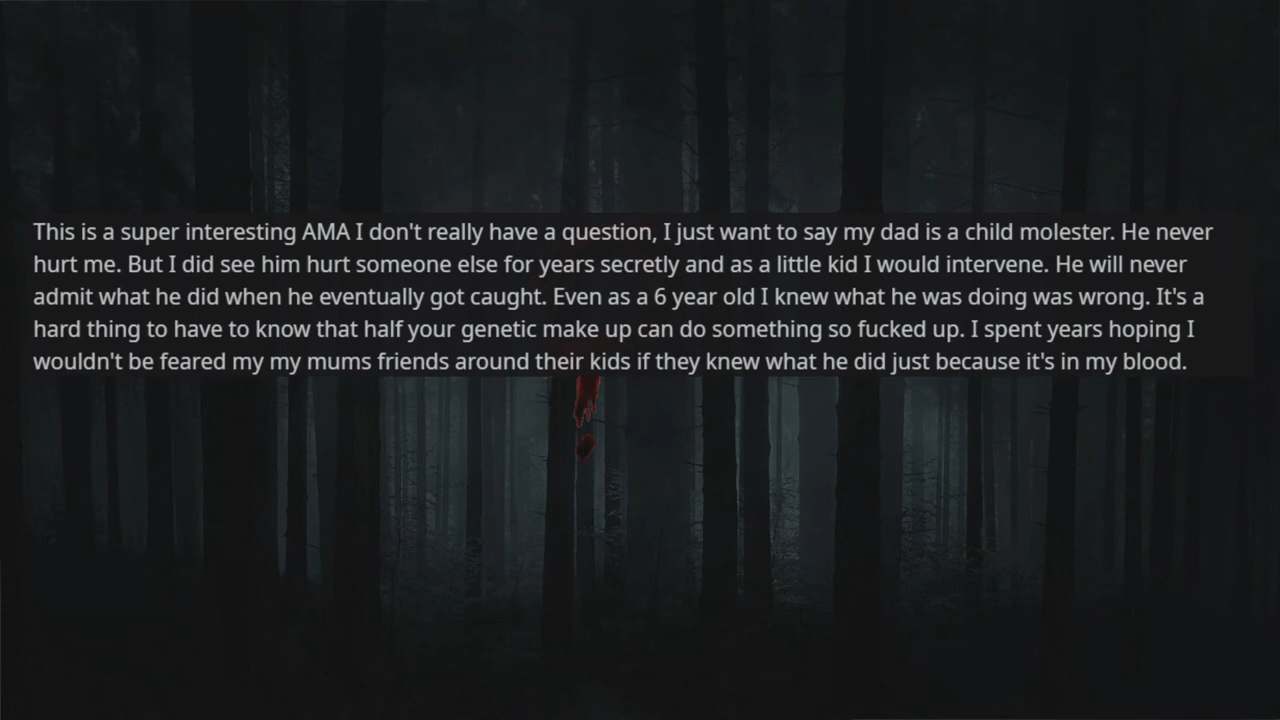 This is a super interesting AMA I don't really have a question, I just want to say my dad is a child molester. He never
hurt me. But I did see him hurt someone else for years secretly and as a little kid I would intervene. He will never
admit what he did when he eventually got caught. Even as a 6 year old I knew what he was doing was wrong. It's a
hard thing to have to know that half your genetic make up can do something so fucked up. I spent years hoping I
wouldn't be feared my my mums friends around their kids if they knew what he did just because it's in my blood.